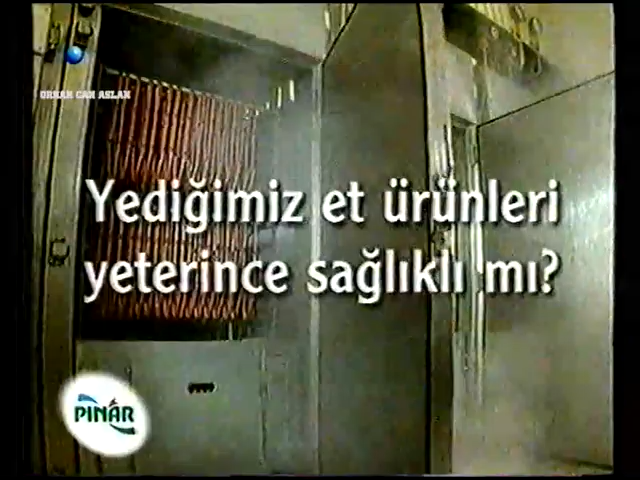 ORHAN CAN ASLAN
Yediğimiz et ürünleri
yeterince sağlıklı mı?
PINAR